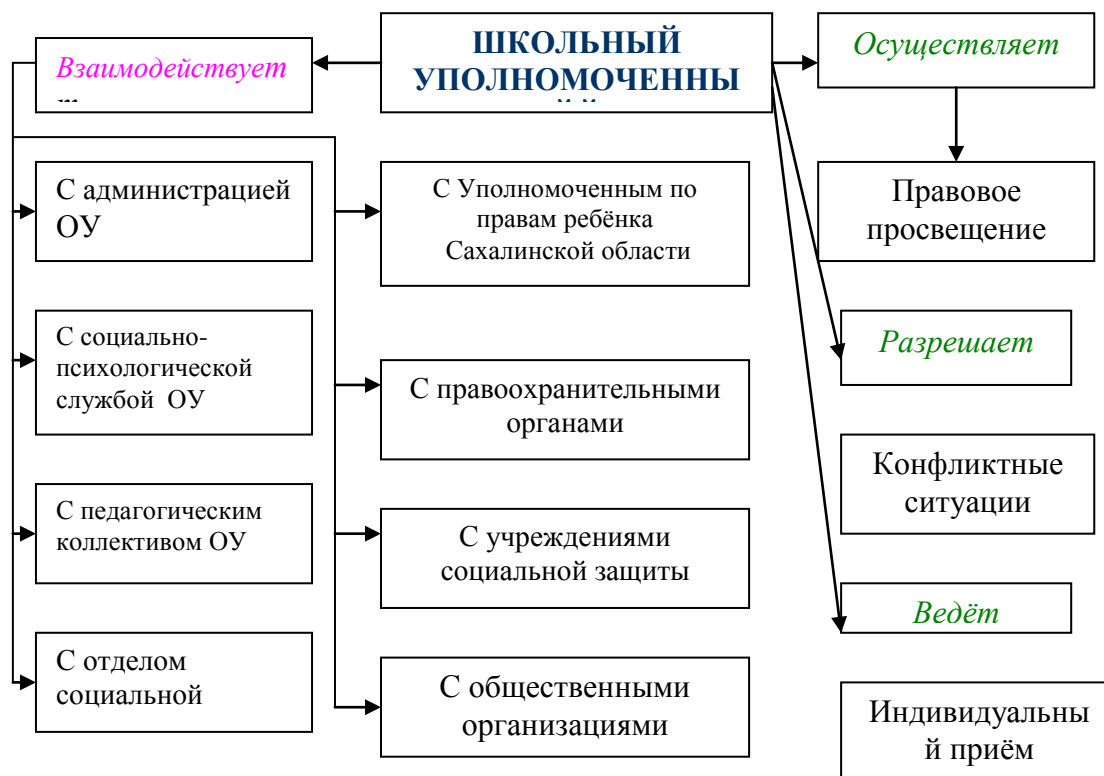 ШКОЛЬНЫЙ
УПОЛНОМОЧЕННЫ
Взаимодействует
Осуществляет
С администрацией
ОУ
С Уполномоченным по
правам ребёнка
Сахалинской области
Правовое
просвещение
С социально-
психологической
службой ОУ
С правоохранительными
органами
Разрешает
Конфликтные
ситуации
С педагогическим
коллективом ОУ
С учреждениями
социальной защиты
Ведёт
С отделом
социальной
С общественными
организациями
Индивидуальны
й приём